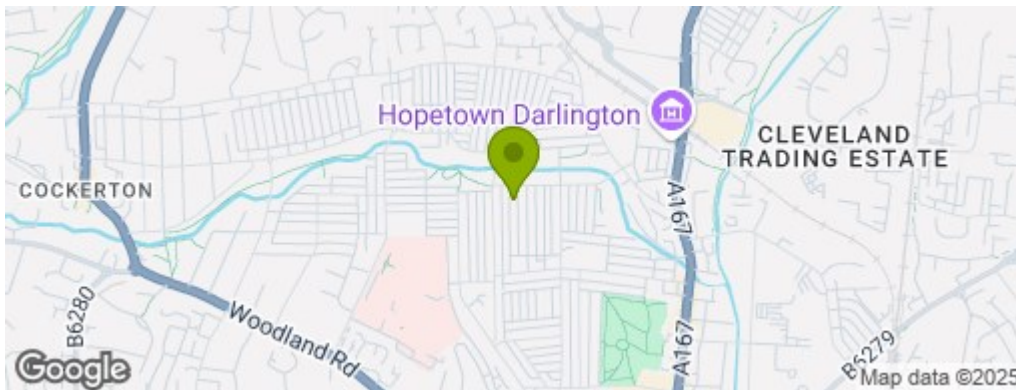 Hopetown Darlington
CLEVELAND
TRADING ESTATE
COCKERTON
A167
B6280
Woodland Rd
A167
B6279
Google
Map data ©2025